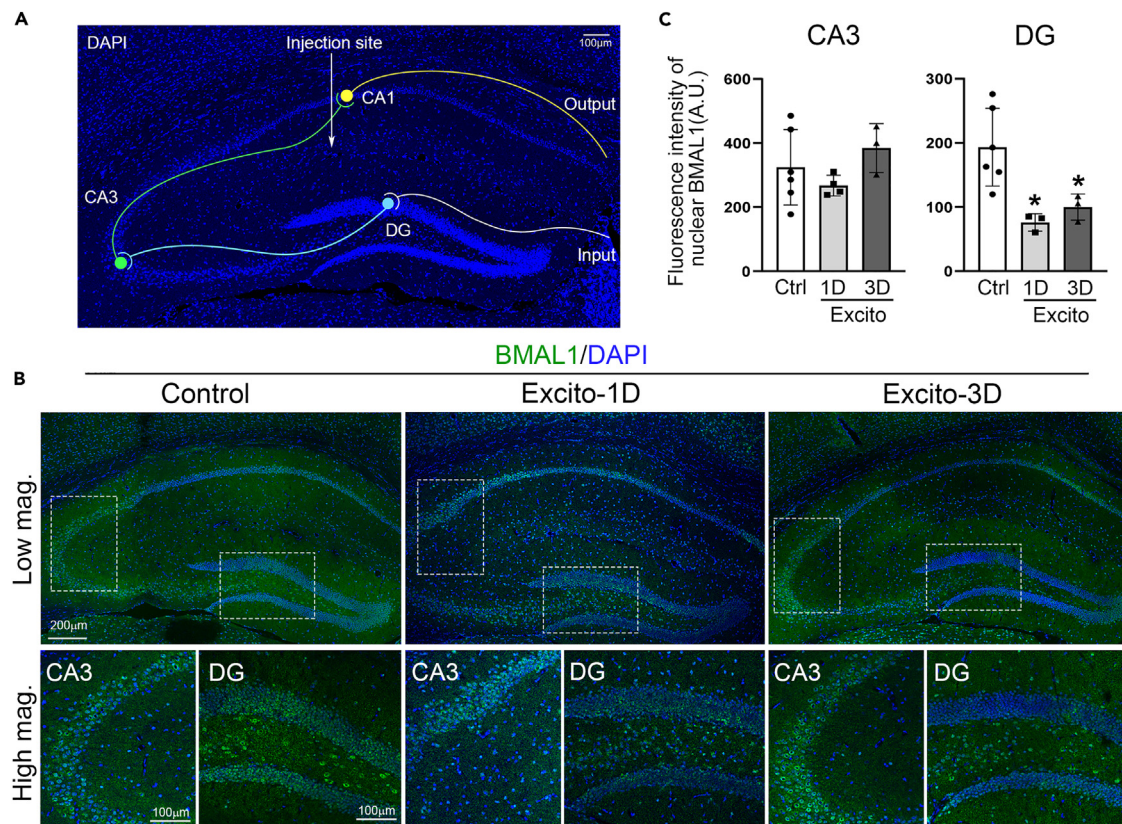 A
DAPI
Injection site
100μm
CA1
Output
CA3
DG
Input
C
CA3
DG
Fluorescence intensity of
nuclear BMAL1(A.U.)
600
400
200
0
Ctrl
1D
3D
Excito
300
200
100
0
*
*
Ctrl
1D
3D
Excito
BMAL1/DAPI
B
Control
Excito-1D
Excito-3D
Low mag.
200μm
High mag.
CA3
100μm
DG
100μm
CA3
DG
CA3
DG